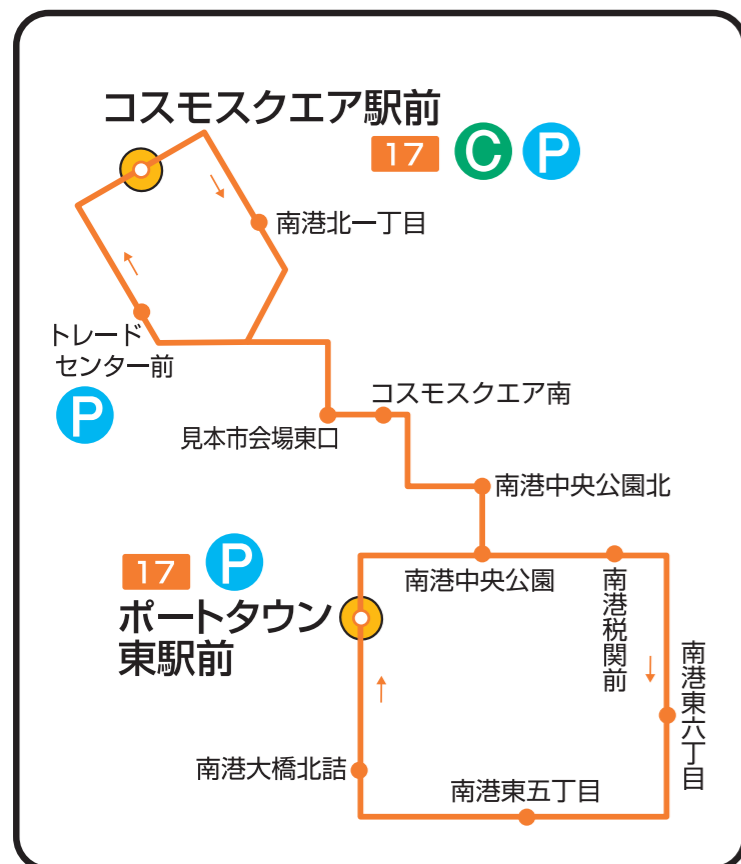 コスモスクエア駅前
17 C P
南港北一丁目
トレード
センター前
P
コスモスクエア南
見本市会場東口
南港中央公園北
17 P
南港中央公園
ポートタウン
東駅前
南港税関前
南港東六丁目
南港大橋北詰
南港東五丁目